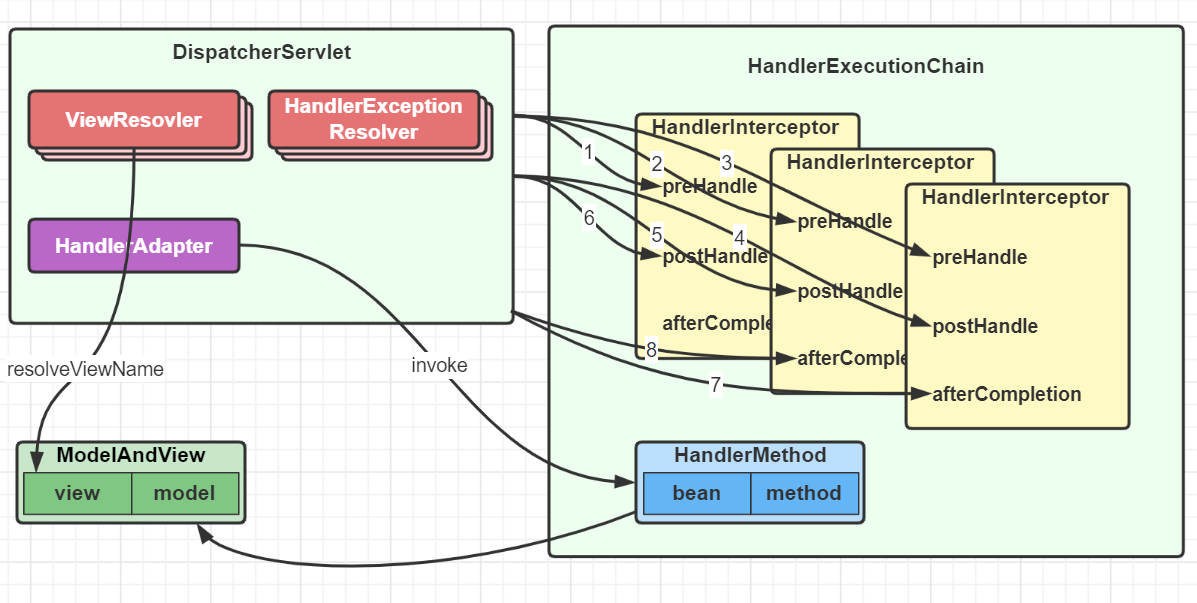 DispatcherServlet
ViewResovler
HandlerException
Resolver
HandlerAdapter
resolveViewName
invoke
ModelAndView
view
model
HandlerExecutionChain
HandlerInterceptor
preHandle
postHandle
afterComple
HandlerInterceptor
preHandle
postHandle
afterComple
HandlerInterceptor
preHandle
postHandle
afterCompletion
1
2
3
4
5
6
8
7
HandlerMethod
bean
method